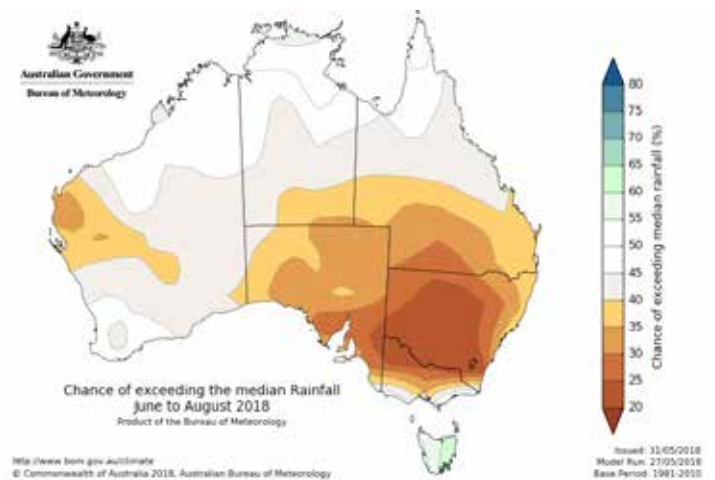 Australian Government
Bureau of Meteorology
80
75
70
65
60
55
50
45
40
35
30
25
20
Chance of exceeding median rainfall (%)
Chance of exceeding the median Rainfall
June to August 2018
Product of the Bureau of Meteorology
http://www.bom.gov.au/climate
© Commonwealth of Australia 2018, Australian Bureau of Meteorology
Issued: 31/05/2018
Model Run: 27/05/2018
Base Period: 1981-2010